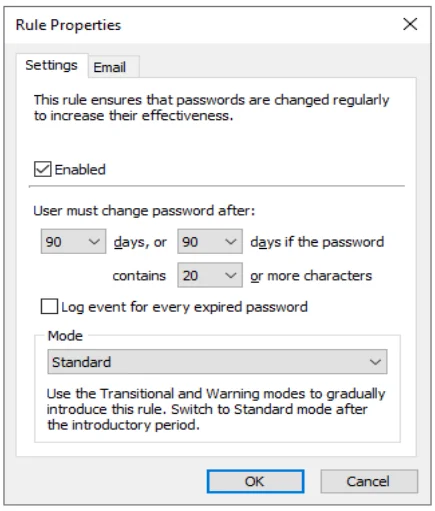 Rule Properties
Settings
Email
This rule ensures that passwords are changed regularly
to increase their effectiveness.
Enabled
User must change password after:
90 days, or 90 days if the password
contains 20 or more characters
Log event for every expired password
Mode
Standard
Use the Transitional and Warning modes to gradually
introduce this rule. Switch to Standard mode after
the introductory period.
OK
Cancel